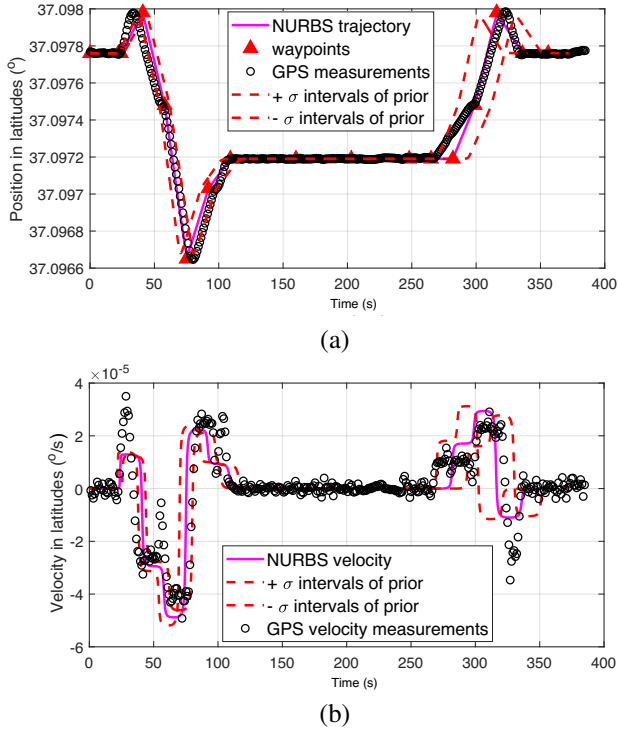 37.098
37.0978
37.0976
37.0974
37.0972
37.097
37.0968
37.0966
Position in latitudes (⁰)
NURBS trajectory
waypoints
GPS measurements
+ σ intervals of prior
- σ intervals of prior
0 50 100 150 200 250 300 350 400
Time (s)
(a)
×10⁻⁵
4
2
0
-2
-4
-6
Velocity in latitudes (⁰/s)
NURBS velocity
+ σ intervals of prior
- σ intervals of prior
GPS velocity measurements
0 50 100 150 200 250 300 350 400
Time (s)
(b)